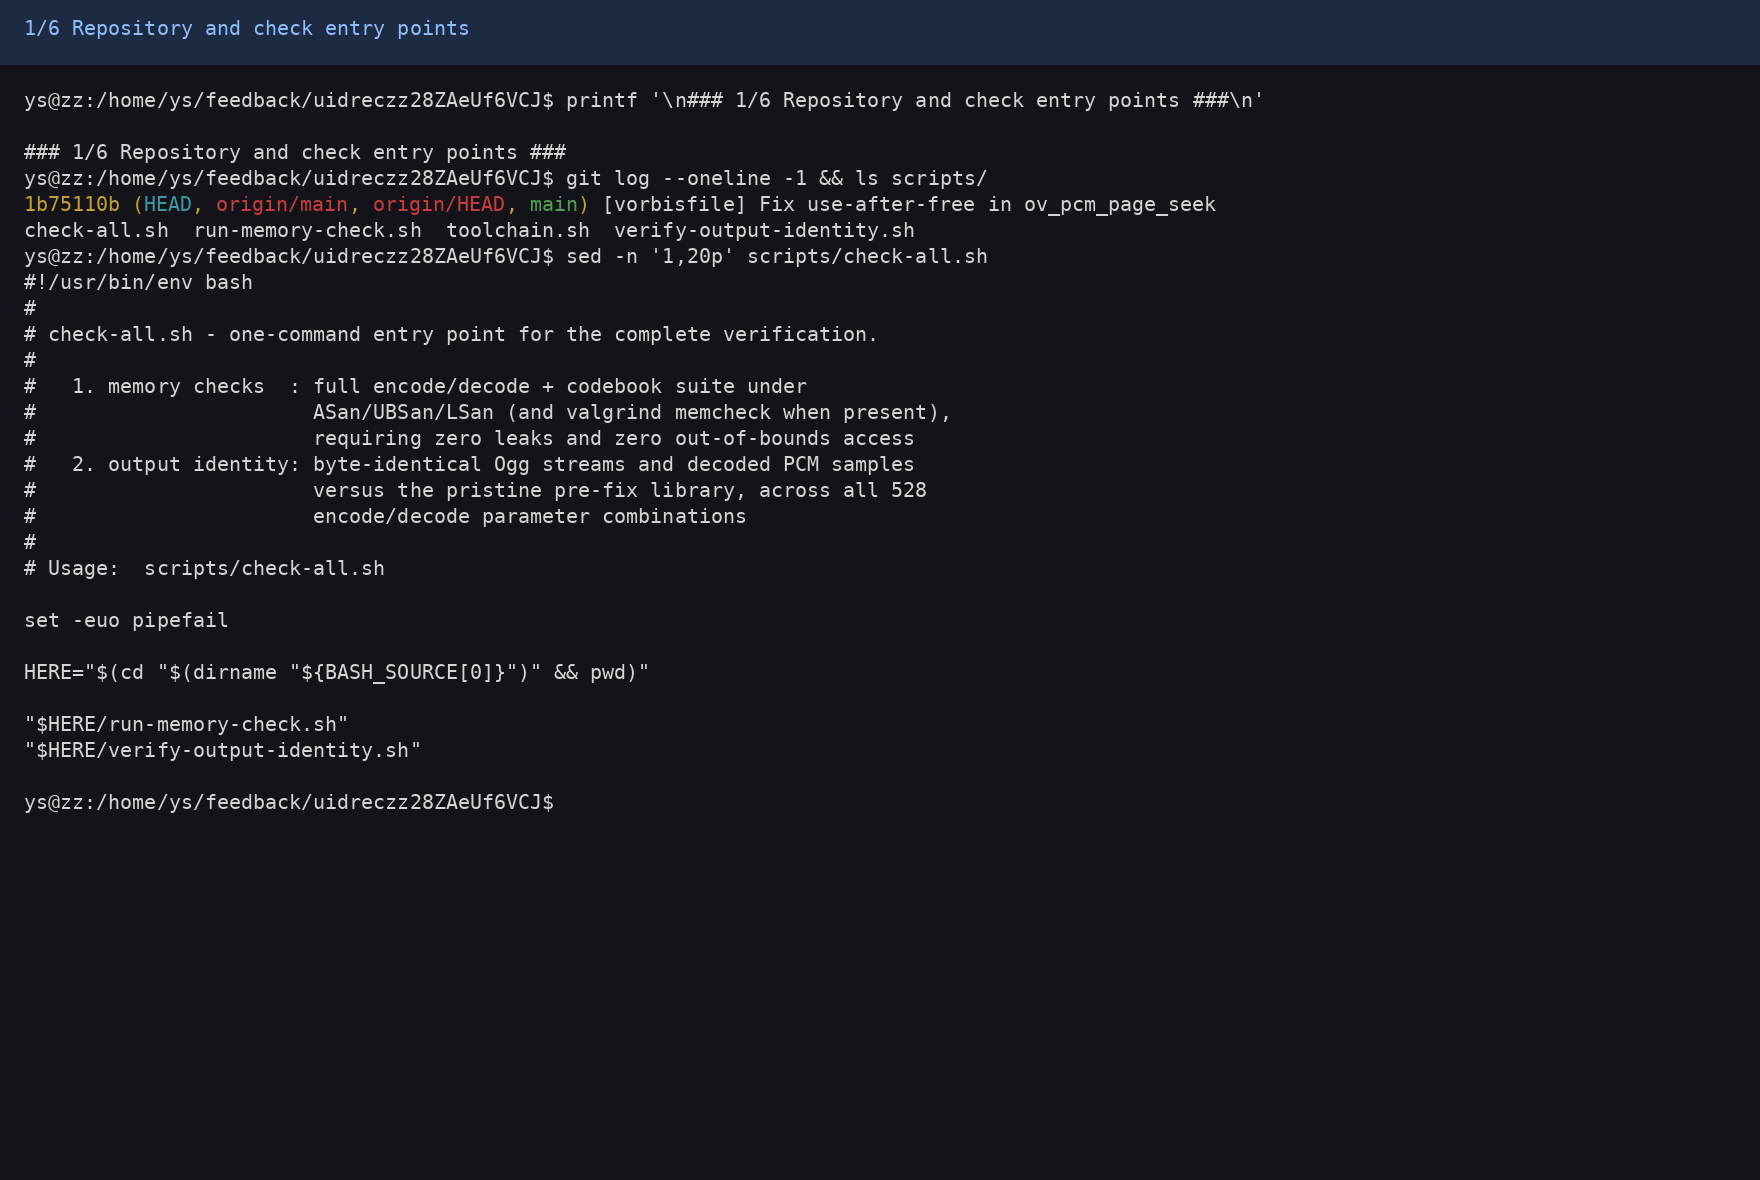 1/6 Repository and check entry points
ys@zz:/home/ys/feedback/uidreczz28ZAeUf6VCJ$ printf '\n### 1/6 Repository and check entry points ###\n'
### 1/6 Repository and check entry points ###
ys@zz:/home/ys/feedback/uidreczz28ZAeUf6VCJ$ git log --oneline -1 && ls scripts/
1b75110b (HEAD, origin/main, origin/HEAD, main) [vorbisfile] Fix use-after-free in ov_pcm_page_seek
check-all.sh  run-memory-check.sh  toolchain.sh  verify-output-identity.sh
ys@zz:/home/ys/feedback/uidreczz28ZAeUf6VCJ$ sed -n '1,20p' scripts/check-all.sh
#!/usr/bin/env bash
#
# check-all.sh - one-command entry point for the complete verification.
#
#   1. memory checks  : full encode/decode + codebook suite under
#                       ASan/UBSan/LSan (and valgrind memcheck when present),
#                       requiring zero leaks and zero out-of-bounds access
#   2. output identity: byte-identical Ogg streams and decoded PCM samples
#                       versus the pristine pre-fix library, across all 528
#                       encode/decode parameter combinations
#
# Usage:  scripts/check-all.sh
set -euo pipefail
HERE="$(cd "$(dirname "${BASH_SOURCE[0]}")" && pwd)"
"$HERE/run-memory-check.sh"
"$HERE/verify-output-identity.sh"
ys@zz:/home/ys/feedback/uidreczz28ZAeUf6VCJ$